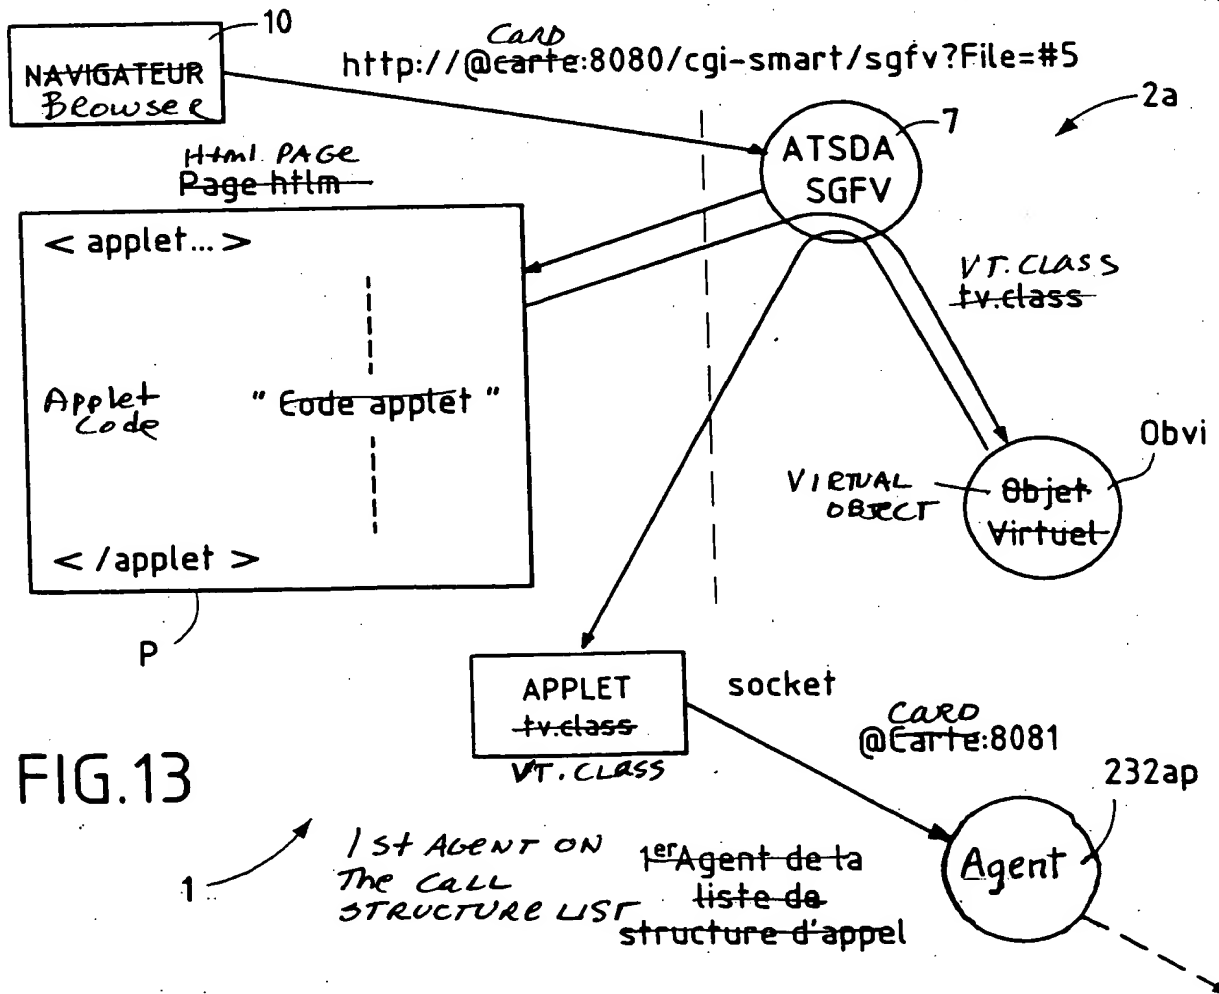 10
CARD
http://@carte:8080/cgi-smart/sgfv?File=#5
NAVIGATEUR
Browser
2a
7
ATSDA
SGFV
Html PAGE
Page htlm
< applet... >
VT.CLASS
tv.class
Applet
Code
" Code applet "
Obvi
VIRTUAL
OBJECT
Objet
Virtuel
< /applet >
P
APPLET
tv.class
VT.CLASS
socket
CARD
@Carte:8081
FIG.13
232ap
1
1st AGENT ON
THE CALL
STRUCTURE LIST
1er Agent de la
liste de
structure d'appel
Agent